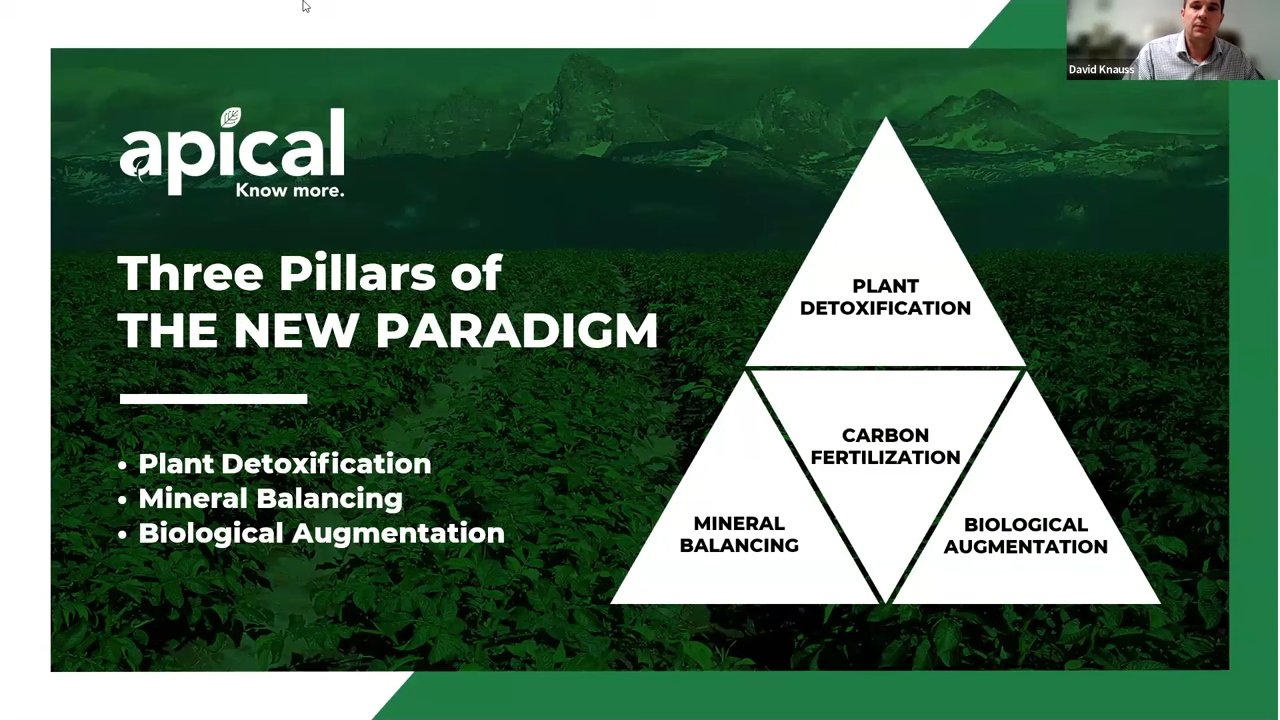 David Knauss
apical
Know more.
Three Pillars of
THE NEW PARADIGM
• Plant Detoxification
• Mineral Balancing
• Biological Augmentation
PLANT
DETOXIFICATION
CARBON
FERTILIZATION
MINERAL
BALANCING
BIOLOGICAL
AUGMENTATION